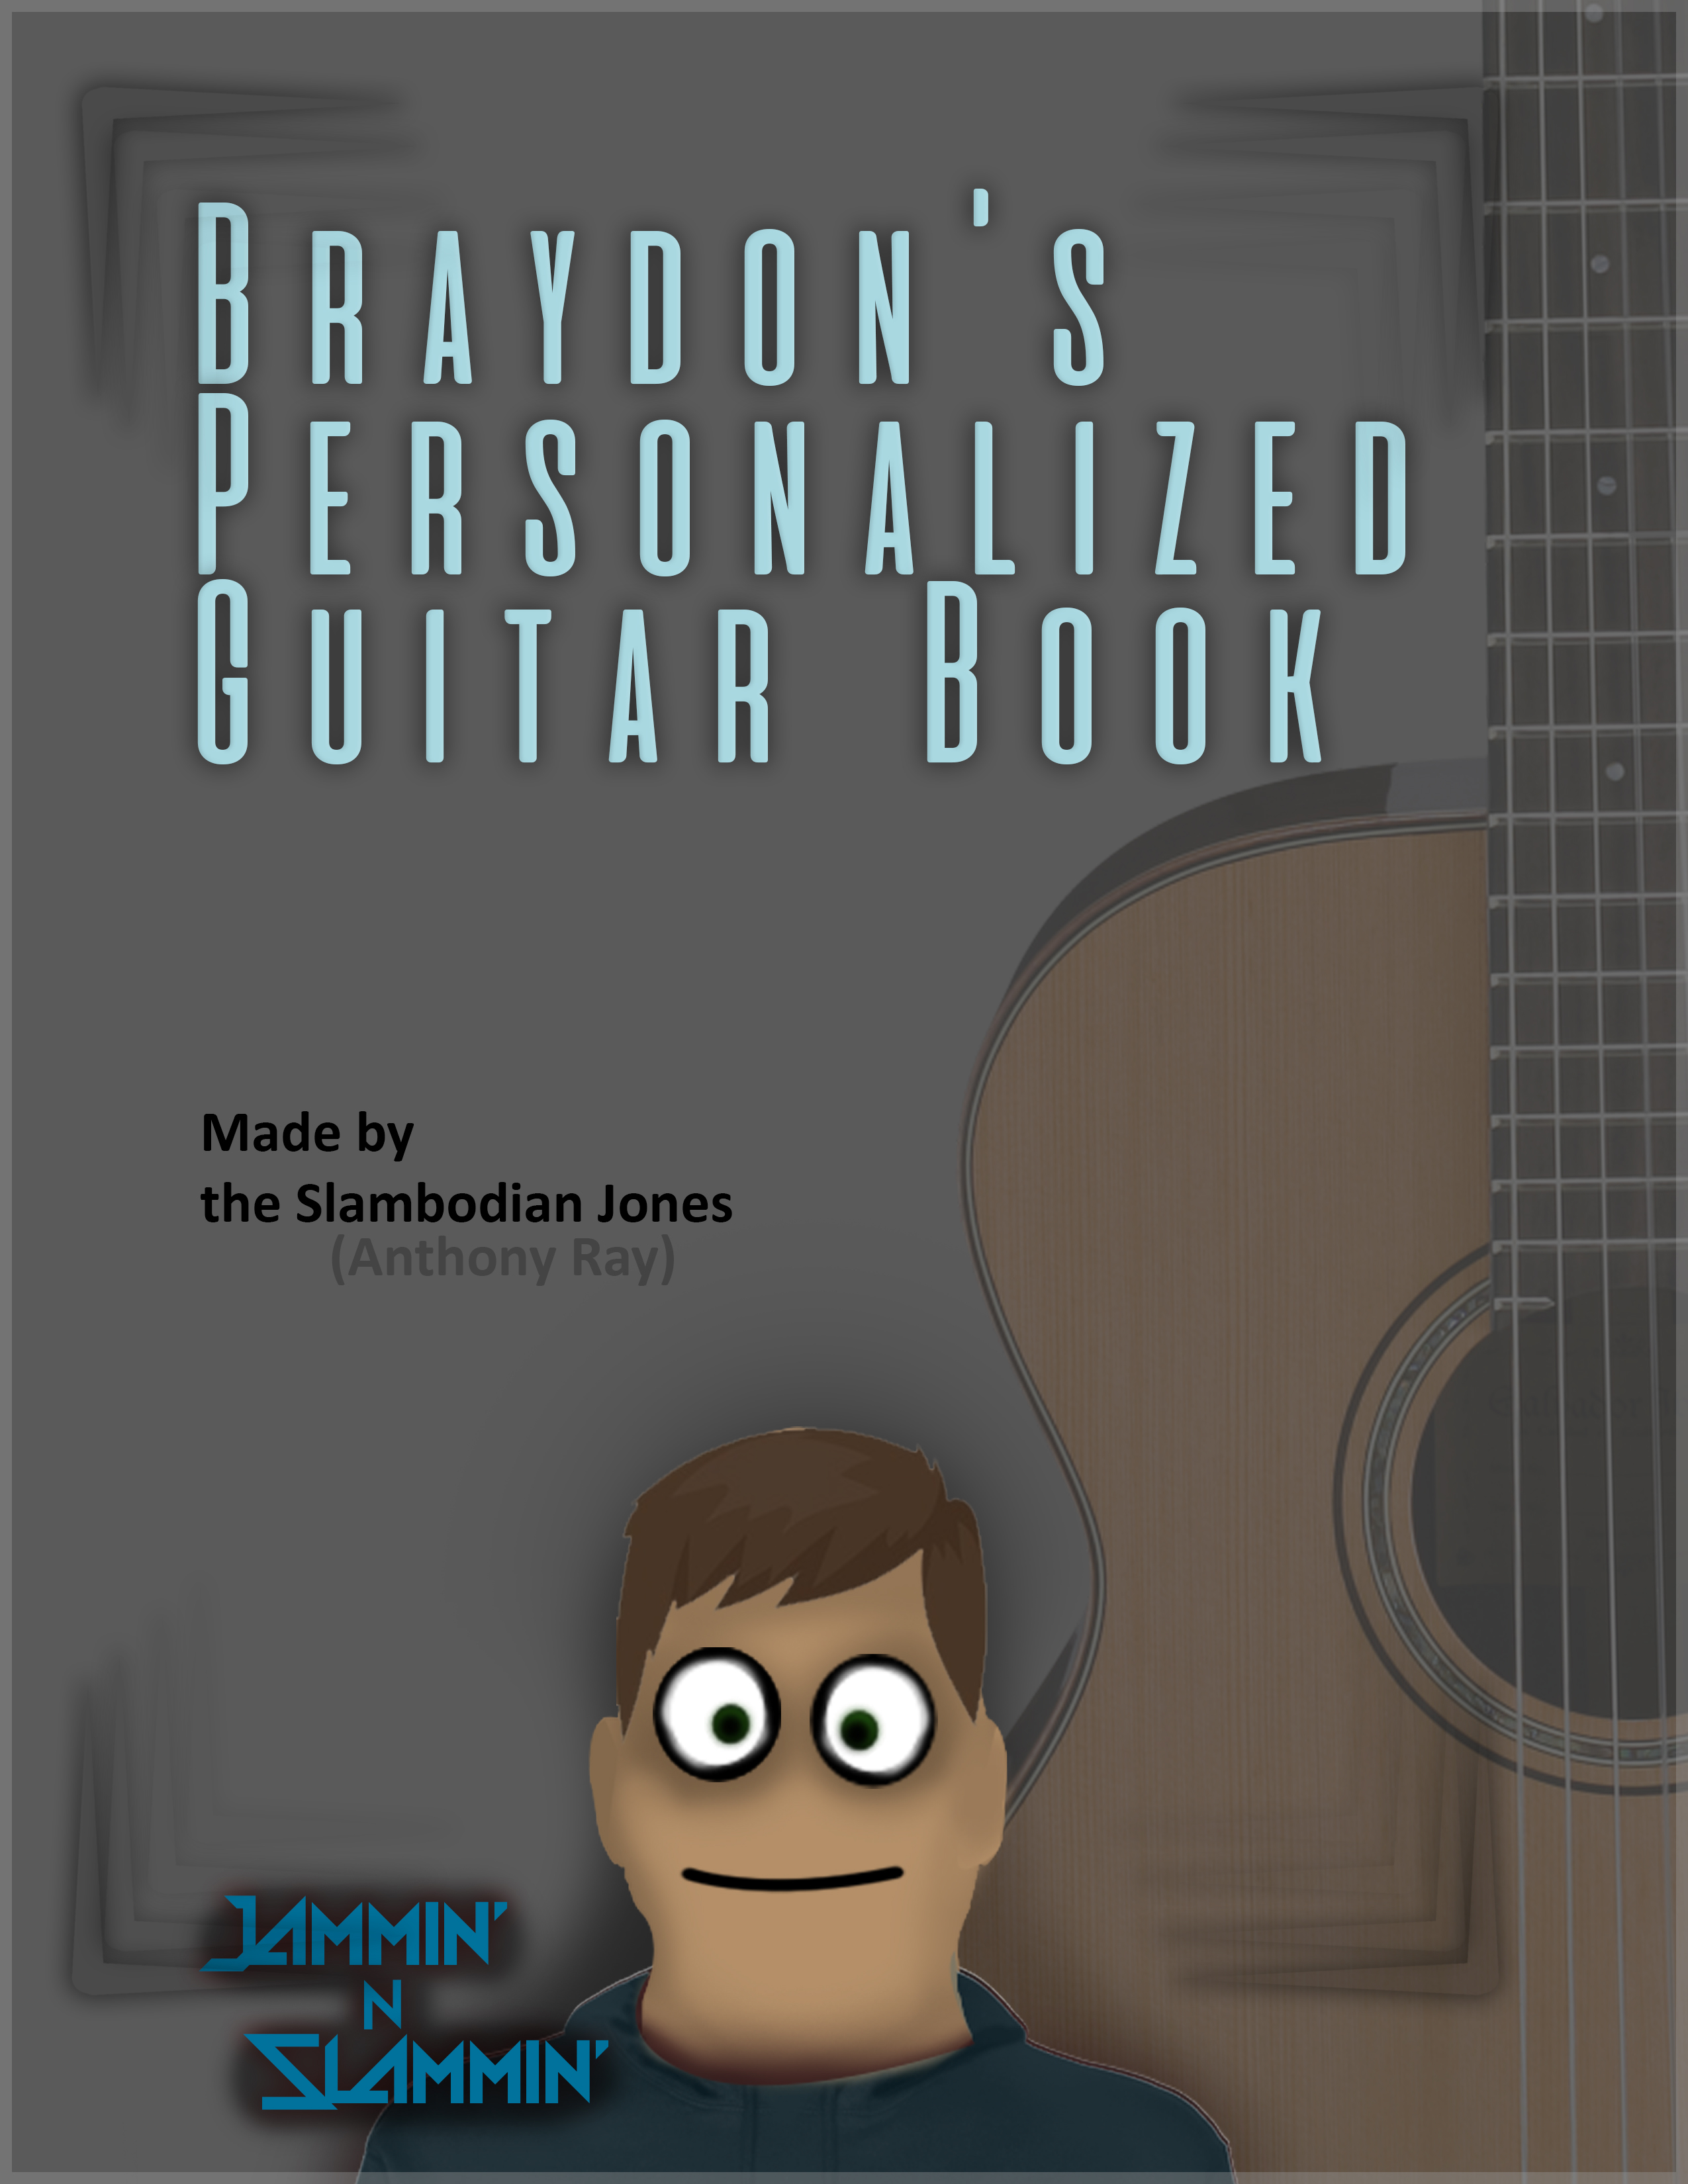 Braydon's
Personalized
Guitar Book
Made by
the Slambodian Jones
(Anthony Ray)
Jammin'
N
Slammin'